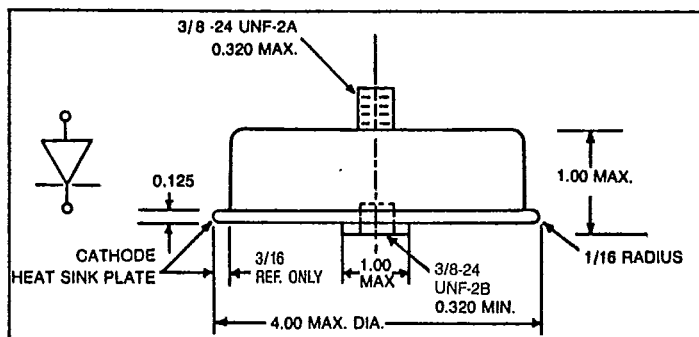 3/8 -24 UNF-2A
0.320 MAX.
0.125
1.00 MAX.
CATHODE
HEAT SINK PLATE
3/16
REF. ONLY
1.00
MAX
3/8-24
UNF-2B
0.320 MIN.
1/16 RADIUS
4.00 MAX. DIA.